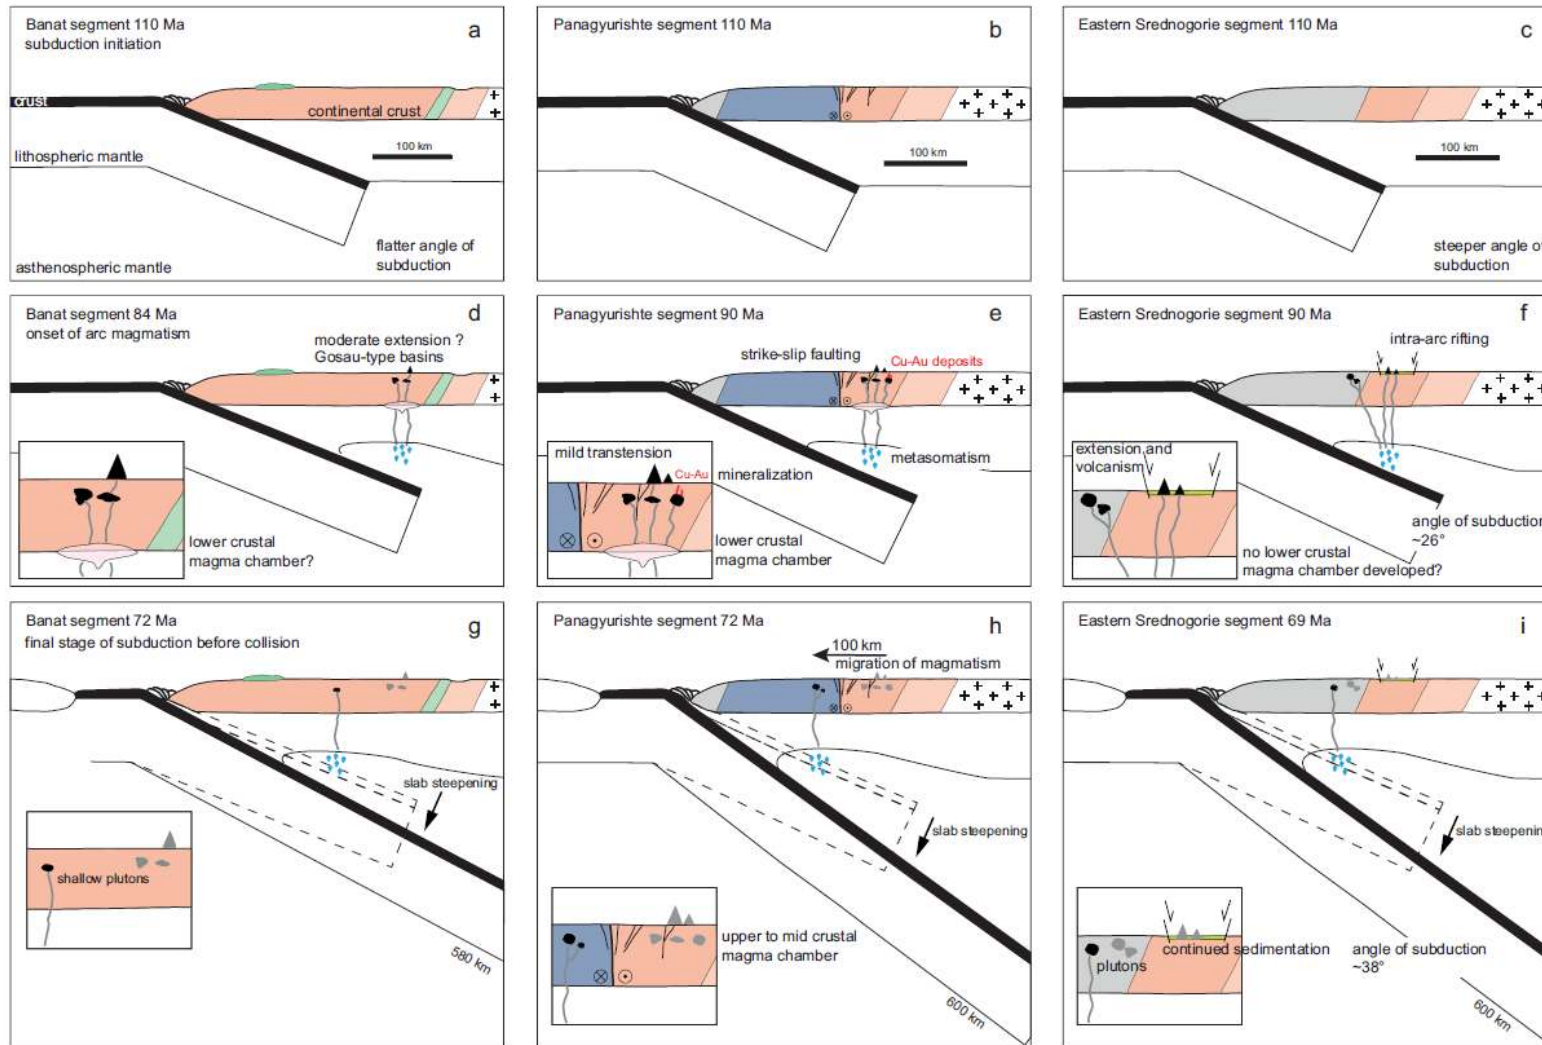 Banat segment 110 Ma
subduction initiation
a
crust
continental crust
100 km
lithospheric mantle
flatter angle of
subduction
asthenospheric mantle
Panagyurishte segment 110 Ma
b
100 km
Eastern Srednogorie segment 110 Ma
c
100 km
steeper angle of
subduction
Banat segment 84 Ma
onset of arc magmatism
d
moderate extension ?
Gosau-type basins
lower crustal
magma chamber?
Panagyurishte segment 90 Ma
e
strike-slip faulting
Cu-Au deposits
mild transtension
metasomatism
Cu-Au
mineralization
lower crustal
magma chamber
Eastern Srednogorie segment 90 Ma
f
intra-arc rifting
extension and
volcanism
angle of subduction
~26°
no lower crustal
magma chamber developed?
Banat segment 72 Ma
g
final stage of subduction before collision
slab steepening
shallow plutons
580 km
Panagyurishte segment 72 Ma
h
100 km
migration of magmatism
slab steepening
upper to mid crustal
magma chamber
600 km
Eastern Srednogorie segment 69 Ma
i
slab steepening
continued sedimentation
plutons
angle of subduction
~38°
600 km